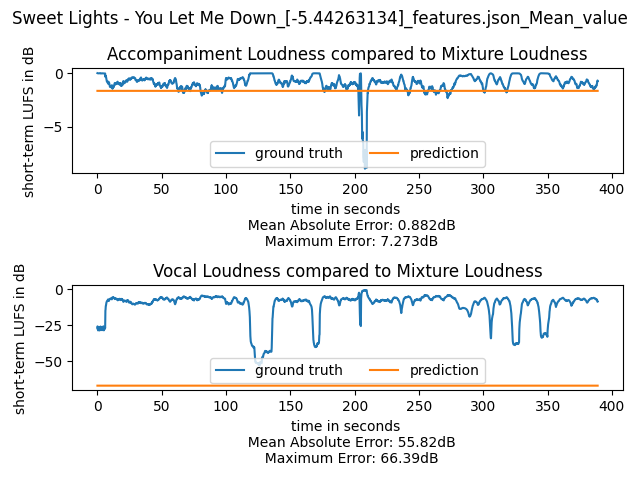 Sweet Lights - You Let Me Down_[-5.44263134]_features.json_Mean_value
Accompaniment Loudness compared to Mixture Loudness
short-term LUFS in dB
0
−5
ground truth
prediction
0 50 100 150 200 250 300 350 400
time in seconds
Mean Absolute Error: 0.882dB
Maximum Error: 7.273dB
Vocal Loudness compared to Mixture Loudness
short-term LUFS in dB
0
−25
−50
ground truth
prediction
0 50 100 150 200 250 300 350 400
time in seconds
Mean Absolute Error: 55.82dB
Maximum Error: 66.39dB